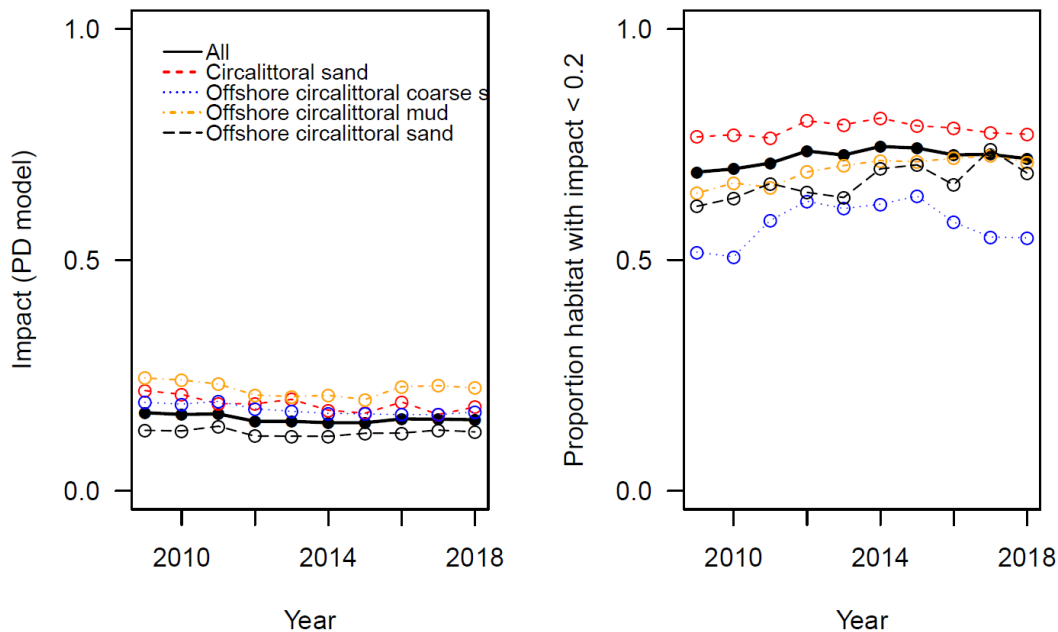 Impact (PD model)
1.0
0.5
0.0
All
Circalittoral sand
Offshore circalittoral coarse s
Offshore circalittoral mud
Offshore circalittoral sand
2010
2014
2018
Year
Proportion habitat with impact < 0.2
1.0
0.5
0.0
2010
2014
2018
Year